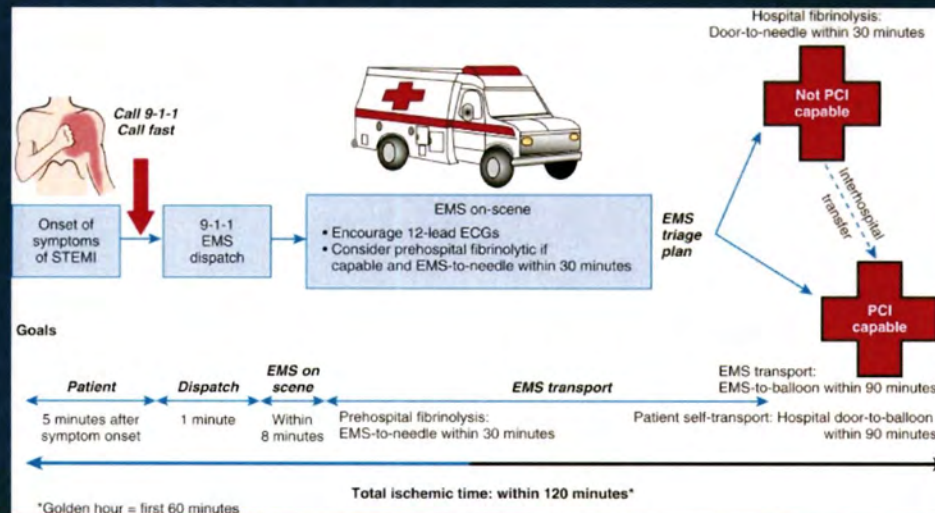 Hospital fibrinolysis:
Door-to-needle within 30 minutes
Call 9-1-1
Call fast
Not PCI
capable
Onset of
symptoms
of STEMI
9-1-1
EMS
dispatch
EMS on-scene
• Encourage 12-lead ECGs
• Consider prehospital fibrinolytic if
capable and EMS-to-needle within 30 minutes
EMS
triage
plan
Interhospital
transfer
PCI
capable
Goals
Patient
Dispatch
EMS on
scene
EMS transport
5 minutes after
symptom onset
1 minute
Within
8 minutes
Prehospital fibrinolysis:
EMS-to-needle within 30 minutes
EMS transport:
EMS-to-balloon within 90 minutes
Patient self-transport: Hospital door-to-balloon
within 90 minutes
Total ischemic time: within 120 minutes*
*Golden hour = first 60 minutes